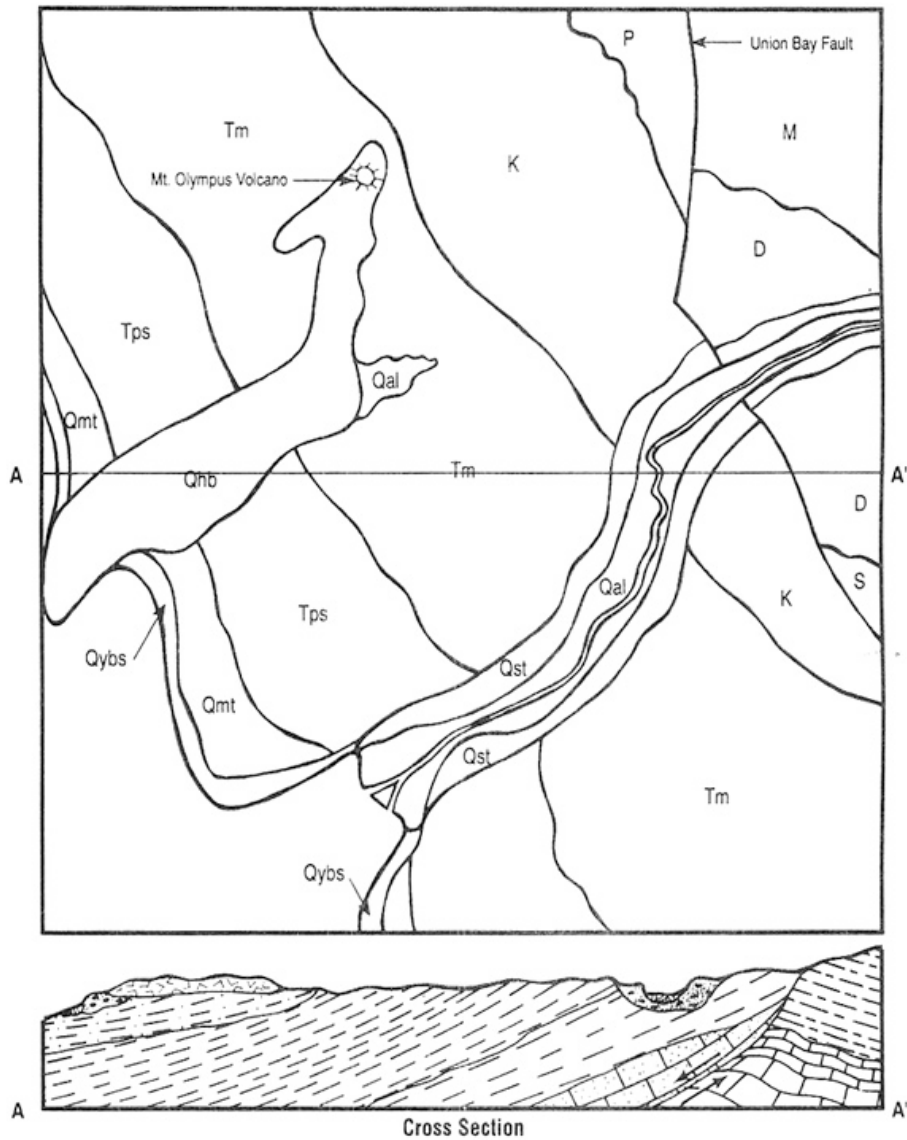 P
Union Bay Fault
Tm
M
K
Mt. Olympus Volcano
D
Tps
Qal
Qmt
A
Qhb
Tm
A'
D
Qal
S
Tps
K
Qybs
Qst
Qmt
Qst
Tm
Qybs
A
A'
Cross Section